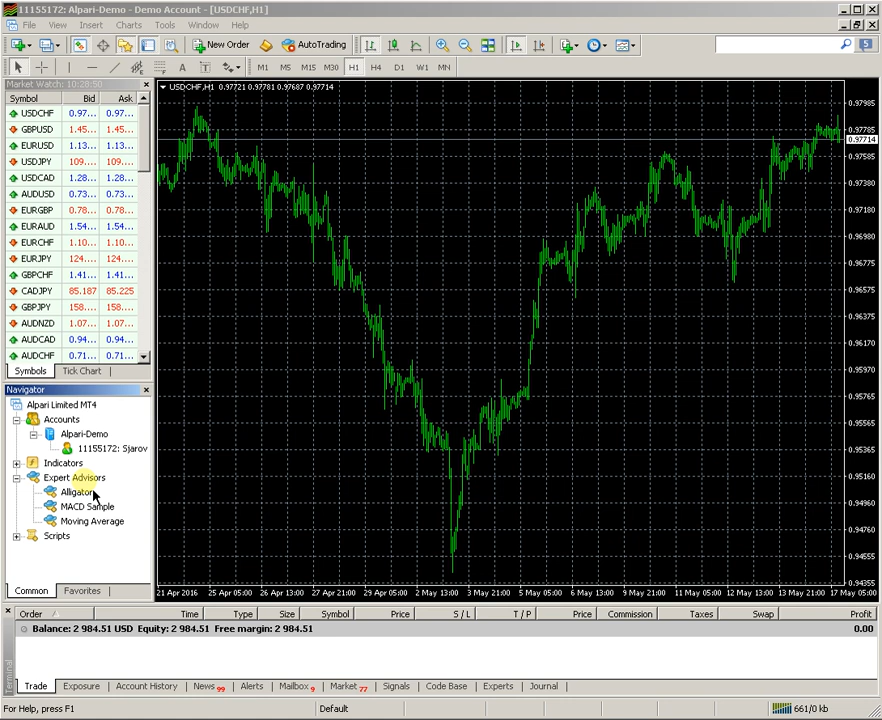 11155172: Alpari-Demo - Demo Account - [USDCHF,H1]
File View Insert Charts Tools Window Help
New Order AutoTrading
A T M1 M5 M15 M30 H1 H4 D1 W1 MN
Market Watch: 10:28:50
Symbol Bid Ask
USDCHF 0.97... 0.97...
GBPUSD 1.45... 1.45...
EURUSD 1.13... 1.13...
USDJPY 109.... 109....
USDCAD 1.28... 1.28...
AUDUSD 0.73... 0.73...
EURGBP 0.78... 0.78...
EURAUD 1.54... 1.54...
EURCHF 1.10... 1.10...
EURJPY 124.... 124....
GBPCHF 1.41... 1.41...
CADJPY 85.187 85.225
GBPJPY 158.... 158....
AUDNZD 1.07... 1.07...
AUDCAD 0.94... 0.94...
AUDCHF 0.71... 0.71...
Symbols Tick Chart
Navigator
Alpari Limited MT4
Accounts
Alpari-Demo
11155172: Sjarov
Indicators
Expert Advisors
Alligator
MACD Sample
Moving Average
Scripts
Common Favorites
USDCHF,H1 0.97721 0.97781 0.97687 0.97714
0.97985
0.97785
0.97714
0.97585
0.97380
0.97180
0.96980
0.96775
0.96575
0.96375
0.96170
0.95970
0.95765
0.95565
0.95365
0.95160
0.94960
0.94760
0.94555
0.94355
21 Apr 2016 25 Apr 05:00 26 Apr 13:00 27 Apr 21:00 29 Apr 05:00 2 May 13:00 3 May 21:00 5 May 05:00 6 May 13:00 9 May 21:00 11 May 05:00 12 May 13:00 13 May 21:00 17 May 05:00
Order Time Type Size Symbol Price S / L T / P Price Commission Taxes Swap Profit
Balance: 2 984.51 USD Equity: 2 984.51 Free margin: 2 984.51 0.00
Terminal
Trade Exposure Account History News 99 Alerts Mailbox 9 Market 77 Signals Code Base Experts Journal
For Help, press F1 Default 661/0 kb